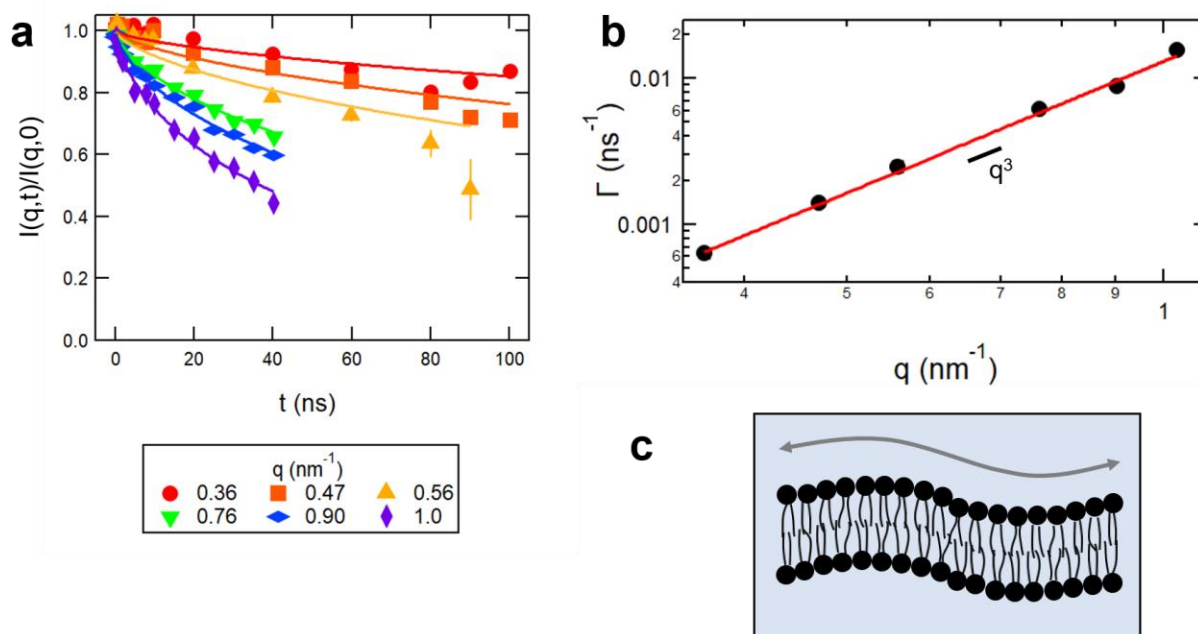 a
I(q,t)/I(q,0)
1.0
0.8
0.6
0.4
0.2
0.0
0 20 40 60 80 100
t (ns)
q (nm⁻¹)
0.36 0.47 0.56
0.76 0.90 1.0
b
Γ (ns⁻¹)
2
0.01
6
4
2
0.001
6
4
q³
4 5 6 7 8 9 1
q (nm⁻¹)
c